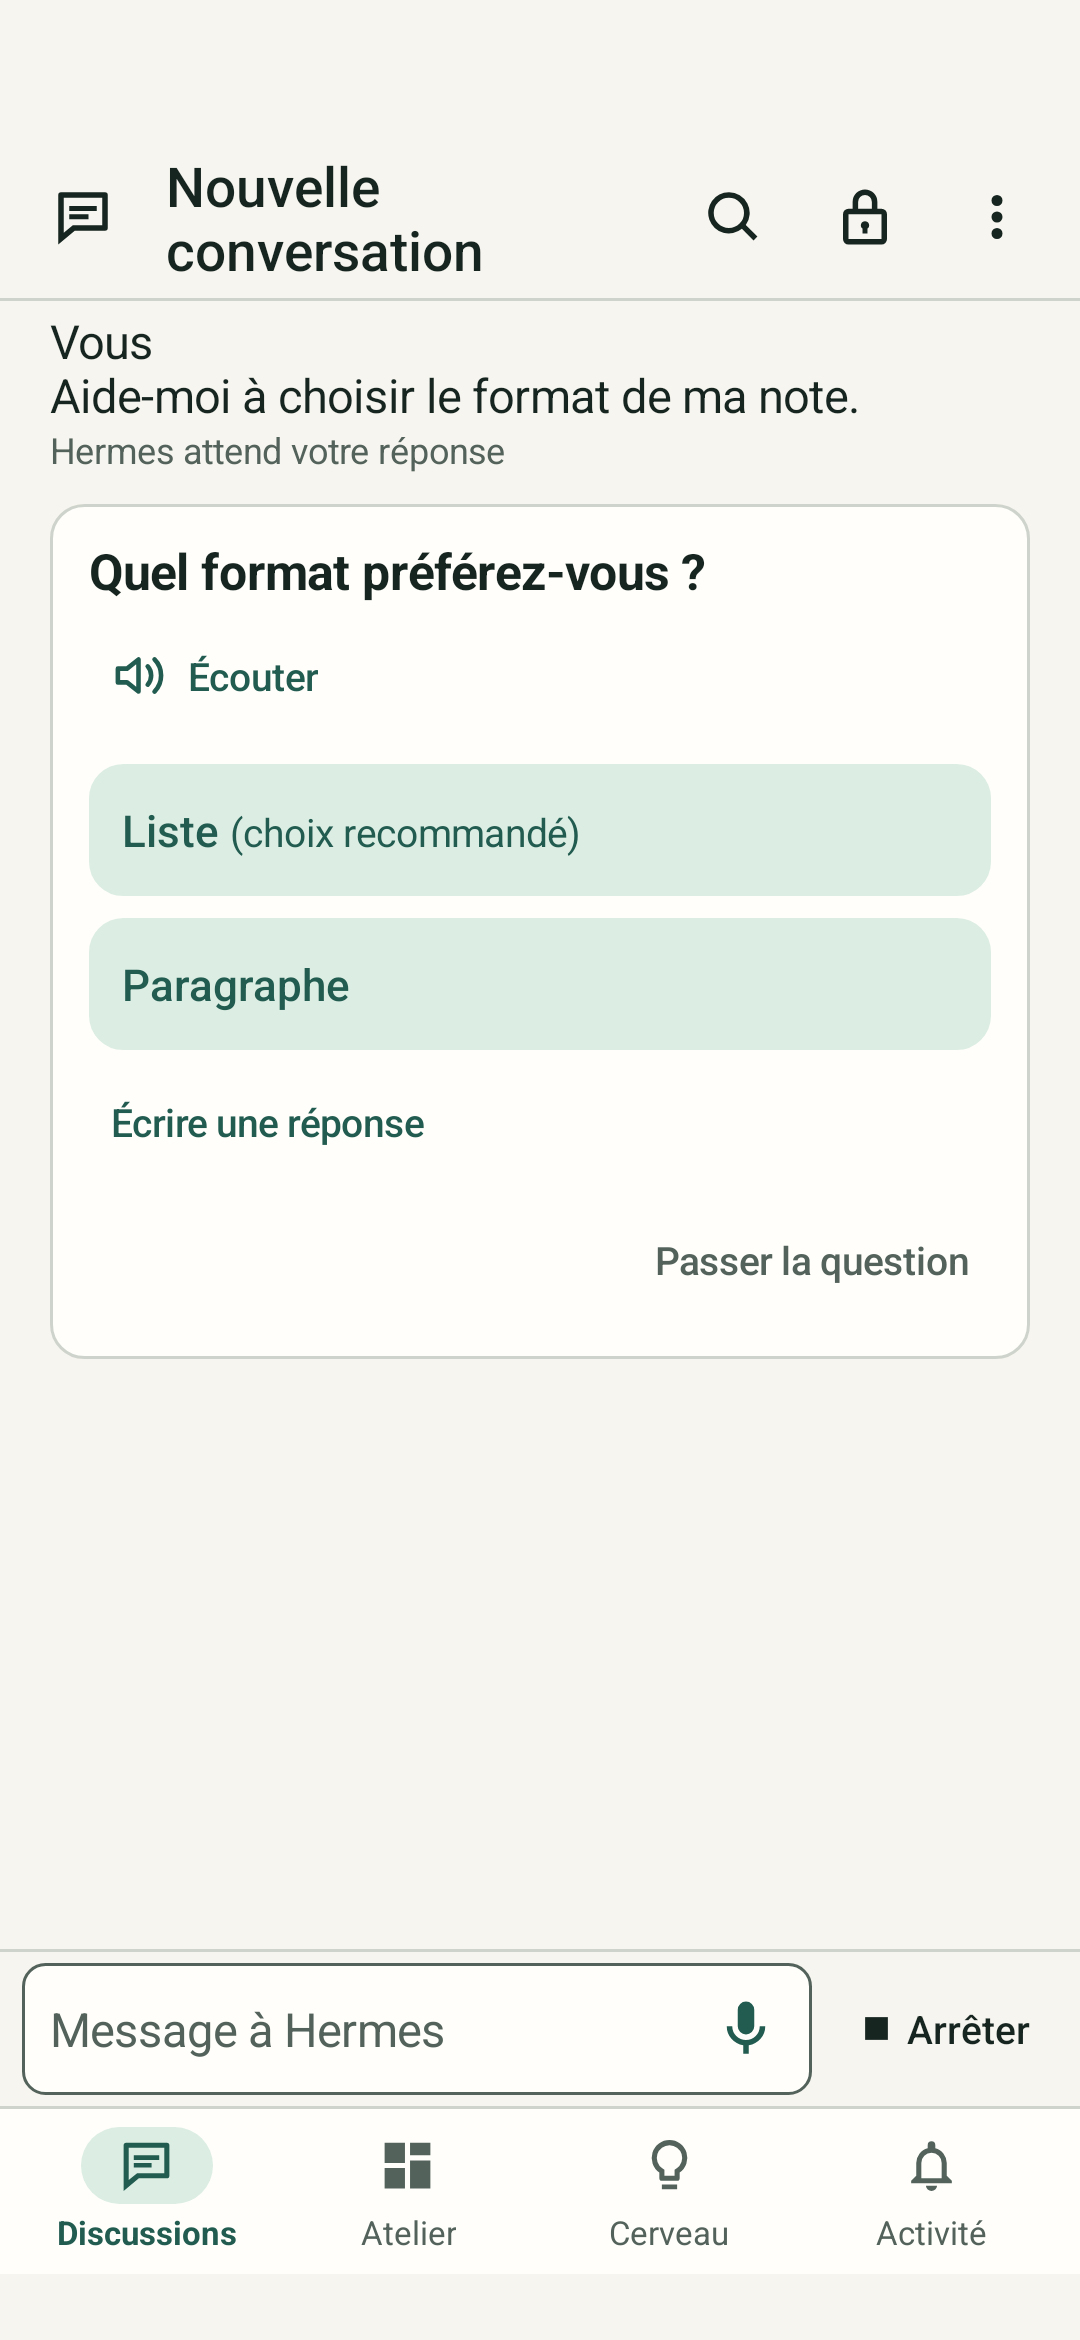 Nouvelle
conversation
Vous
Aide-moi à choisir le format de ma note.
Hermes attend votre réponse
Quel format préférez-vous ?
Écouter
Liste (choix recommandé)
Paragraphe
Écrire une réponse
Passer la question
Message à Hermes
Arrêter
Discussions
Atelier
Cerveau
Activité